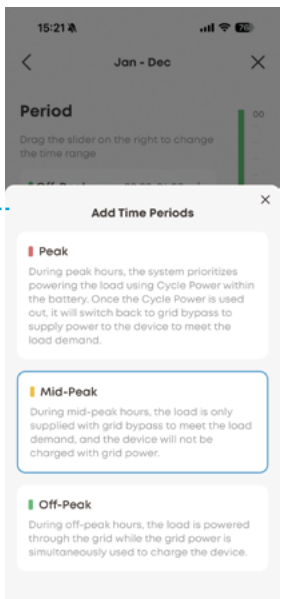 15:21
70
Jan - Dec
Period
00
Drag the slider on the right to change
the time range
Add Time Periods
Peak
During peak hours, the system prioritizes
powering the load using Cycle Power within
the battery. Once the Cycle Power is used
out, it will switch back to grid bypass to
supply power to the device to meet the
load demand.
Mid-Peak
During mid-peak hours, the load is only
supplied with grid bypass to meet the load
demand, and the device will not be
charged with grid power.
Off-Peak
During off-peak hours, the load is powered
through the grid while the grid power is
simultaneously used to charge the device.